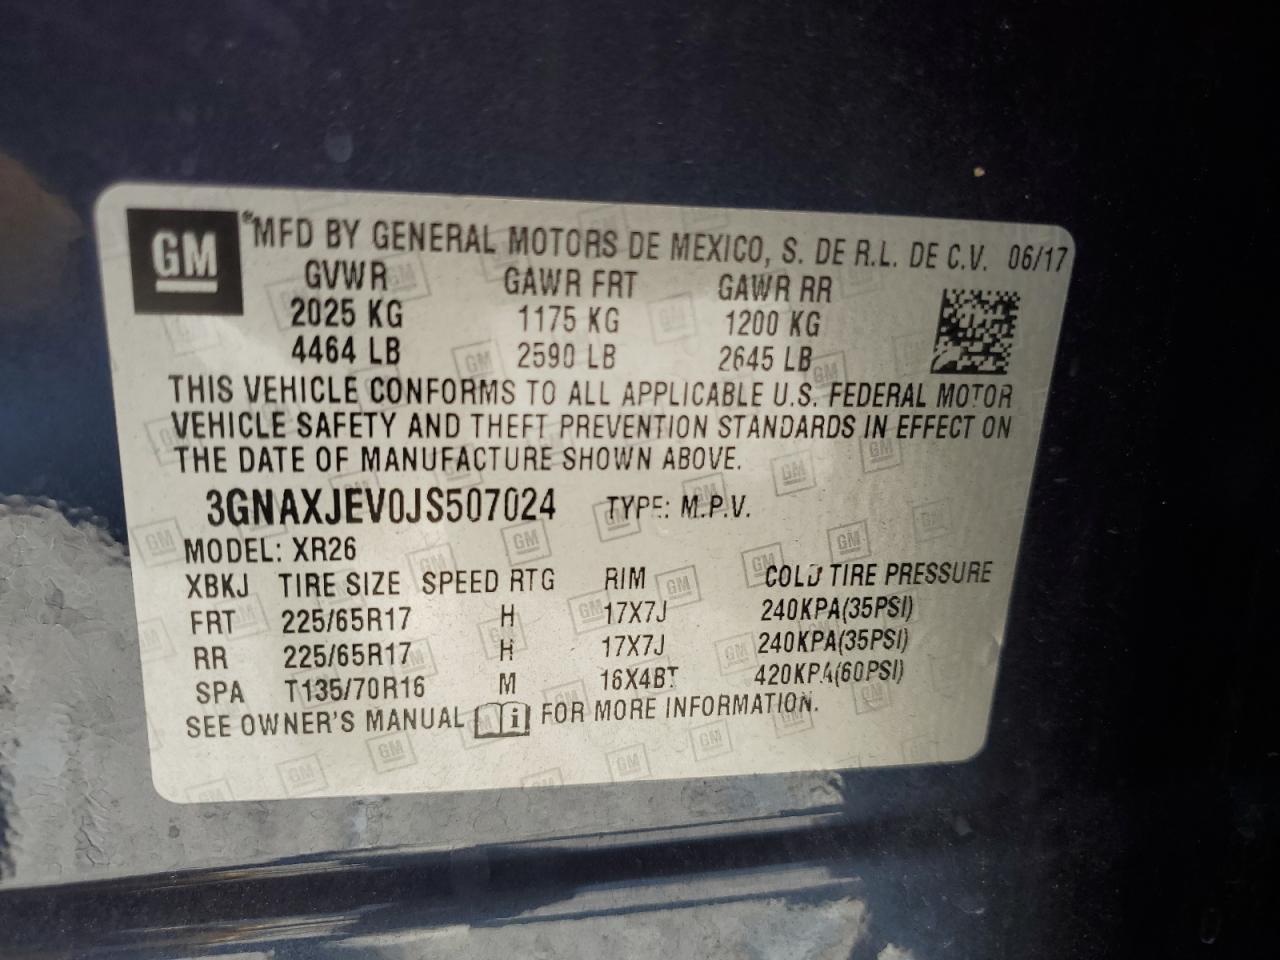 GM ®MFD BY GENERAL MOTORS DE MEXICO, S. DE R.L. DE C.V. 06/17
GVWR GAWR FRT GAWR RR
2025 KG 1175 KG 1200 KG
4464 LB 2590 LB 2645 LB
THIS VEHICLE CONFORMS TO ALL APPLICABLE U.S. FEDERAL MOTOR
VEHICLE SAFETY AND THEFT PREVENTION STANDARDS IN EFFECT ON
THE DATE OF MANUFACTURE SHOWN ABOVE.
3GNAXJEV0JS507024 TYPE: M.P.V.
MODEL: XR26
XBKJ TIRE SIZE SPEED RTG RIM COLD TIRE PRESSURE
FRT 225/65R17 H 17X7J 240KPA(35PSI)
RR 225/65R17 H 17X7J 240KPA(35PSI)
SPA T135/70R16 M 16X4BT 420KPA(60PSI)
SEE OWNER'S MANUAL i FOR MORE INFORMATION.